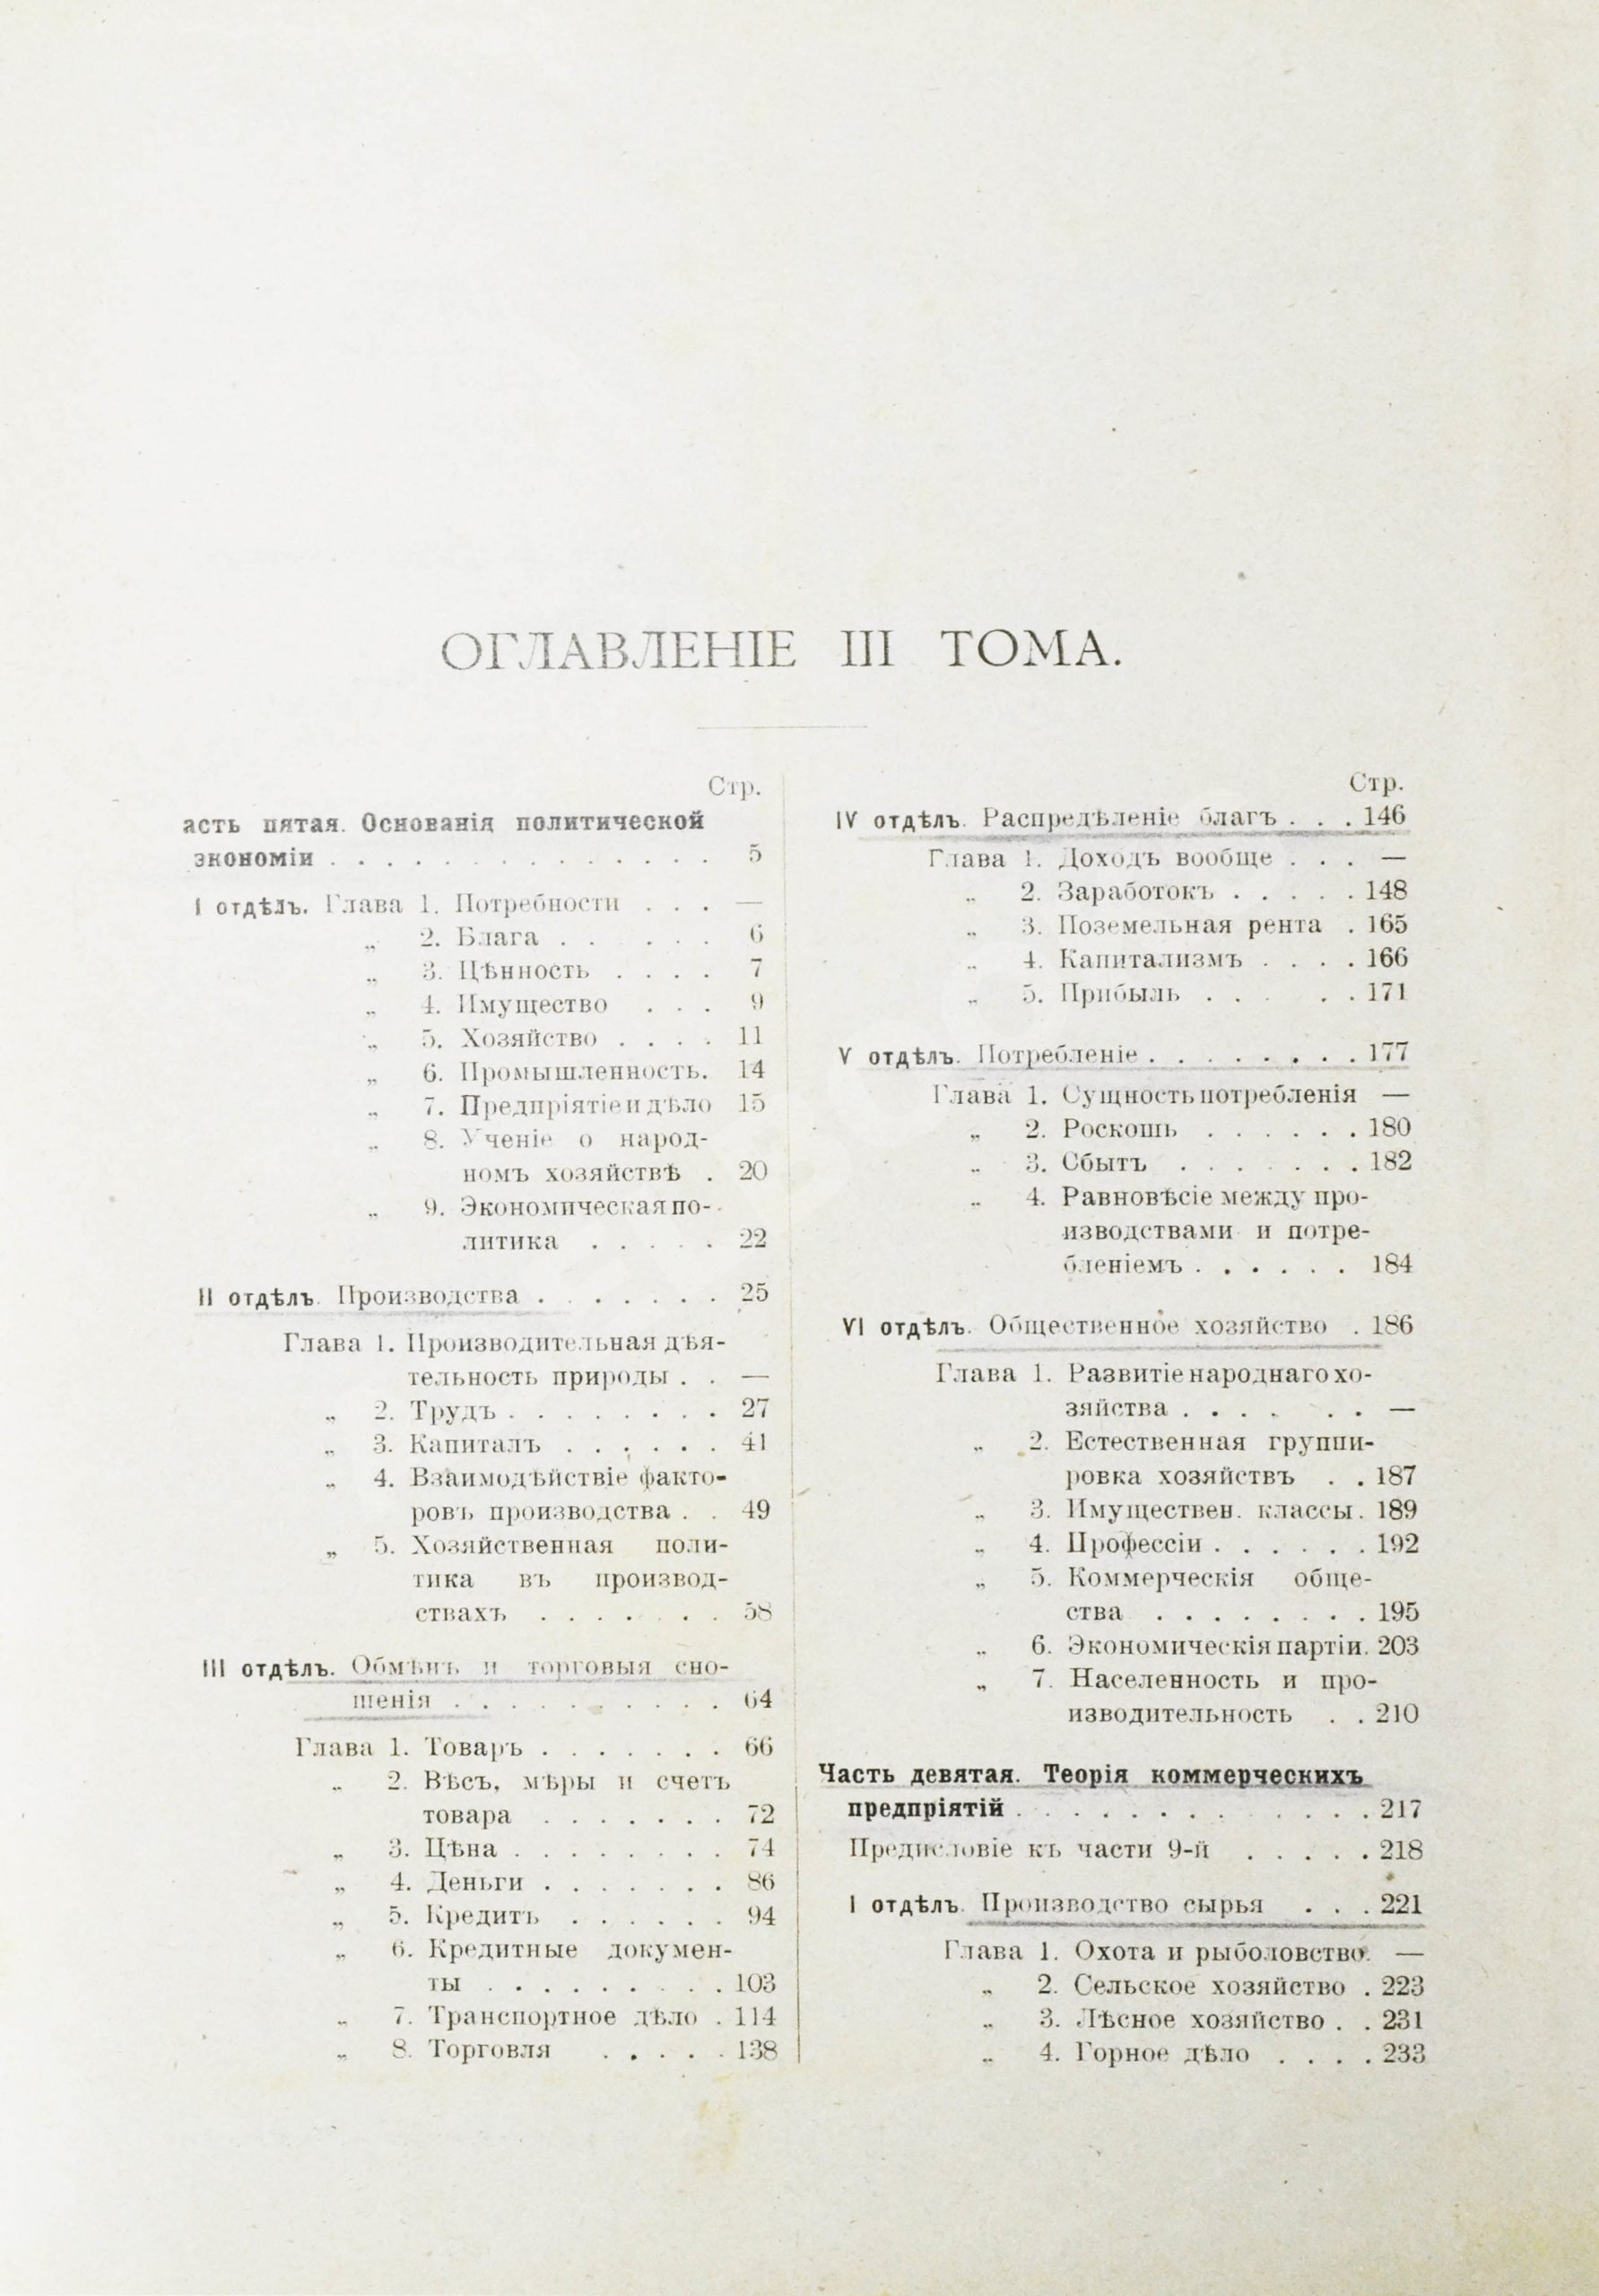 ОГЛАВЛЕНІЕ III ТОМА.
Стр.
асть пятая. Основанія политической
экономіи . . . . . . . . . . . . . . 5
I отдѣлъ. Глава 1. Потребности . . . —
„ 2. Блага . . . . . . 6
„ 3. Цѣнность . . . . 7
„ 4. Имущество . . . 9
„ 5. Хозяйство . . . . 11
„ 6. Промышленность. 14
„ 7. Предпріятіе и дѣло 15
„ 8. Ученіе о народ-
номъ хозяйствѣ . 20
„ 9. Экономическая по-
литика . . . . . 22
II отдѣлъ. Производства . . . . . . . 25
Глава 1. Производительная дѣя-
тельность природы . . —
„ 2. Трудъ . . . . . . . . 27
„ 3. Капиталъ . . . . . . 41
„ 4. Взаимодѣйствіе факто-
ровъ производства . . 49
„ 5. Хозяйственная поли-
тика въ производ-
ствахъ . . . . . . . 58
III отдѣлъ. Обмѣнъ и торговыя сно-
шенія . . . . . . . . . . 64
Глава 1. Товаръ . . . . . . . 66
„ 2. Вѣсъ, мѣры и счетъ
товара . . . . . . . 72
„ 3. Цѣна . . . . . . . . 74
„ 4. Деньги . . . . . . . 86
„ 5. Кредитъ . . . . . . 94
„ 6. Кредитные докумен-
ты . . . . . . . . . 103
„ 7. Транспортное дѣло . 114
„ 8. Торговля . . . . . 138
Стр.
IV отдѣлъ. Распредѣленіе благъ . . . 146
Глава 1. Доходъ вообще . . . —
„ 2. Заработокъ . . . . . 148
„ 3. Поземельная рента . 165
„ 4. Капитализмъ . . . . 166
„ 5. Прибыль . . . . . 171
V отдѣлъ. Потребленіе . . . . . . . . 177
Глава 1. Сущность потребленія —
„ 2. Роскошь . . . . . . 180
„ 3. Сбытъ . . . . . . . 182
„ 4. Равновѣсіе между про-
изводствами и потре-
бленіемъ . . . . . . 184
VI отдѣлъ. Общественное хозяйство . 186
Глава 1. Развитіе народнаго хо-
зяйства . . . . . . —
„ 2. Естественная группи-
ровка хозяйствъ . . 187
„ 3. Имуществен. классы. 189
„ 4. Профессіи . . . . . . 192
„ 5. Коммерческія обще-
ства . . . . . . . . 195
„ 6. Экономическія партіи. 203
„ 7. Населенность и про-
изводительность . . 210
Часть девятая. Теорія коммерческихъ
предпріятій . . . . . . . . . . . . 217
Предисловіе къ части 9-й . . . . . 218
I отдѣлъ. Производство сырья . . . 221
Глава 1. Охота и рыболовство. —
„ 2. Сельское хозяйство . 223
„ 3. Лѣсное хозяйство . . 231
„ 4. Горное дѣло . . . . 233